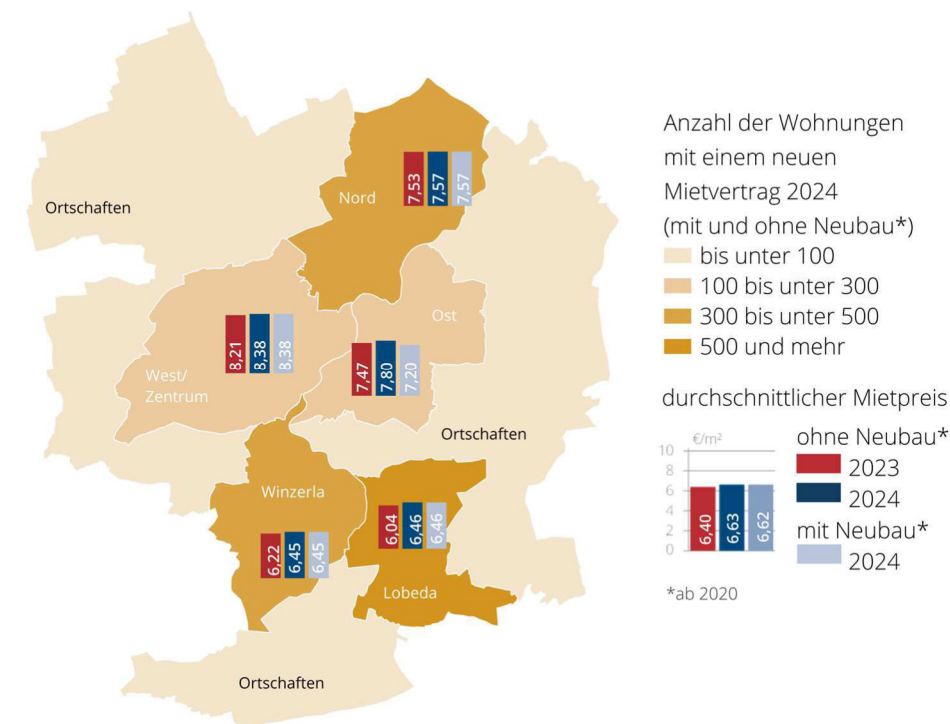 Ortschaften
Nord
7,53
7,57
7,57
West/
Zentrum
8,21
8,38
8,38
Ost
7,47
7,80
7,20
Ortschaften
Winzerla
6,22
6,45
6,45
6,04
6,46
6,46
Lobeda
Ortschaften
Anzahl der Wohnungen
mit einem neuen
Mietvertrag 2024
(mit und ohne Neubau*)
bis unter 100
100 bis unter 300
300 bis unter 500
500 und mehr
durchschnittlicher Mietpreis
€/m²
10
8
6
4
2
0
6,40
6,63
6,62
ohne Neubau*
2023
2024
mit Neubau*
2024
*ab 2020